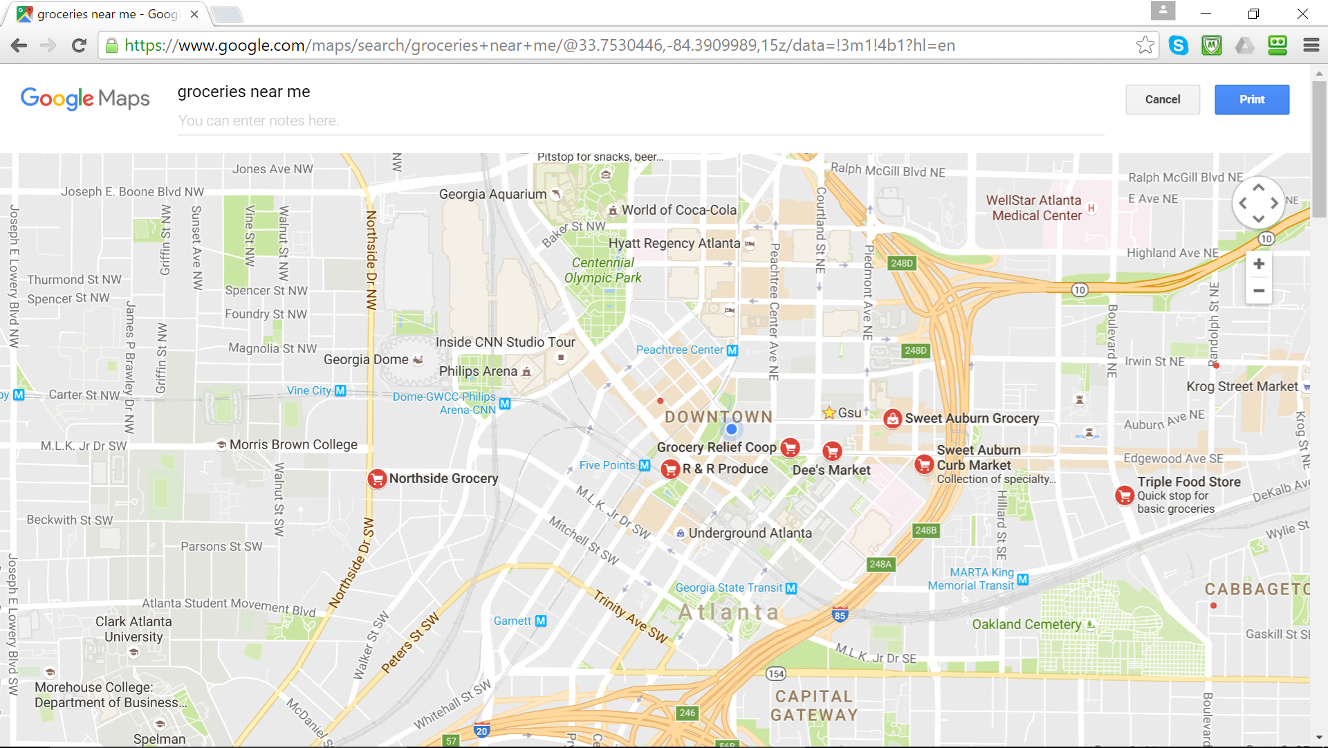 groceries near me - Goog
https://www.google.com/maps/search/groceries+near+me/@33.7530446,-84.3909989,15z/data=!3m1!4b1?hl=en
Google Maps
groceries near me
You can enter notes here.
Cancel
Print
Pitstop for snacks, beer...
Jones Ave NW
NW
Ralph McGill Blvd NE
Ralph McGill Blvd NE
Joseph E. Boone Blvd NW
Georgia Aquarium
E Ave NE
WellStar Atlanta
Medical Center
H
World of Coca-Cola
Courtland St NE
Joseph E Lowery Blvd NW
Griffin St NW
Sunset Ave NW
Vine St NW
Walnut St NW
Northside Dr NW
Baker St NW
Hyatt Regency Atlanta
Peachtree Center Ave NE
Piedmont Ave NE
10
Highland Ave NE
Centennial
Olympic Park
248D
Thurmond St NW
Spencer St NW
Spencer St NW
10
Foundry St NW
James P Brawley Dr NW
Griffin St NW
Boulevard NE
Randolph St NE
Magnolia St NW
Inside CNN Studio Tour
Peachtree Center M
248D
Georgia Dome
Irwin St NE
Philips Arena
Krog Street Market
Vine City M
Carter St NW
oy M
Dome-GWCC-Philips
Arena-CNN M
DOWNTOWN
Gsu
Sweet Auburn Grocery
Auburn Ave NE
Krog St NE
M.L.K. Jr Dr SW
Morris Brown College
Grocery Relief Coop
Sweet Auburn
Curb Market
Collection of specialty...
Edgewood Ave SE
Five Points M
R & R Produce
Dee's Market
Northside Grocery
Triple Food Store
Quick stop for
basic groceries
DeKalb Ave
Walnut St SW
M.L.K. Jr Dr SW
Hilliard St SE
Beckwith St SW
Mitchell St SW
Underground Atlanta
248B
Wylie St
Parsons St SW
Northside Dr SW
248A
Joseph E Lowery Blvd SW
Georgia State Transit M
MARTA King
Memorial Transit M
CABBAGETO
Atlanta Student Movement Blvd
Trinity Ave SW
Atlanta
85
Clark Atlanta
University
Garnett M
Oakland Cemetery
Gaskill St SE
Walker St SW
Peters St SW
M.L.K. Jr Dr SE
154
Morehouse College:
Department of Business...
CAPITAL
GATEWAY
Whitehall St SW
McDaniel
246
20
Boulevard
Spelman
57